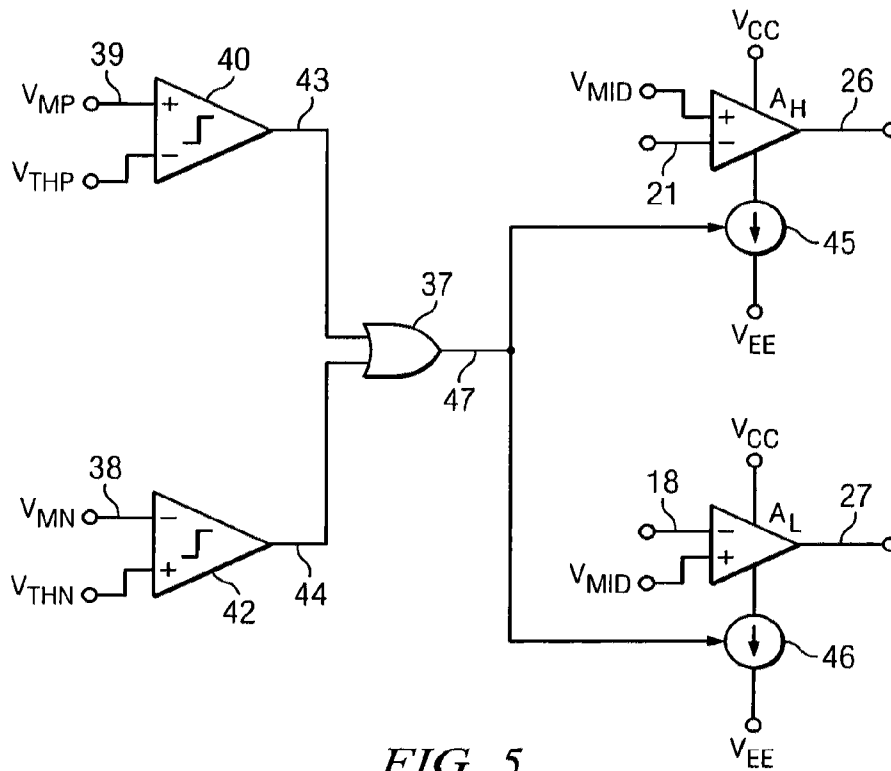 39
40
43
V_MP
+
−
V_THP
V_CC
V_MID
A_H
26
+
−
21
45
V_EE
37
47
38
V_MN
−
+
V_THN
42
44
V_CC
18
A_L
27
−
+
V_MID
46
V_EE
FIG. 5